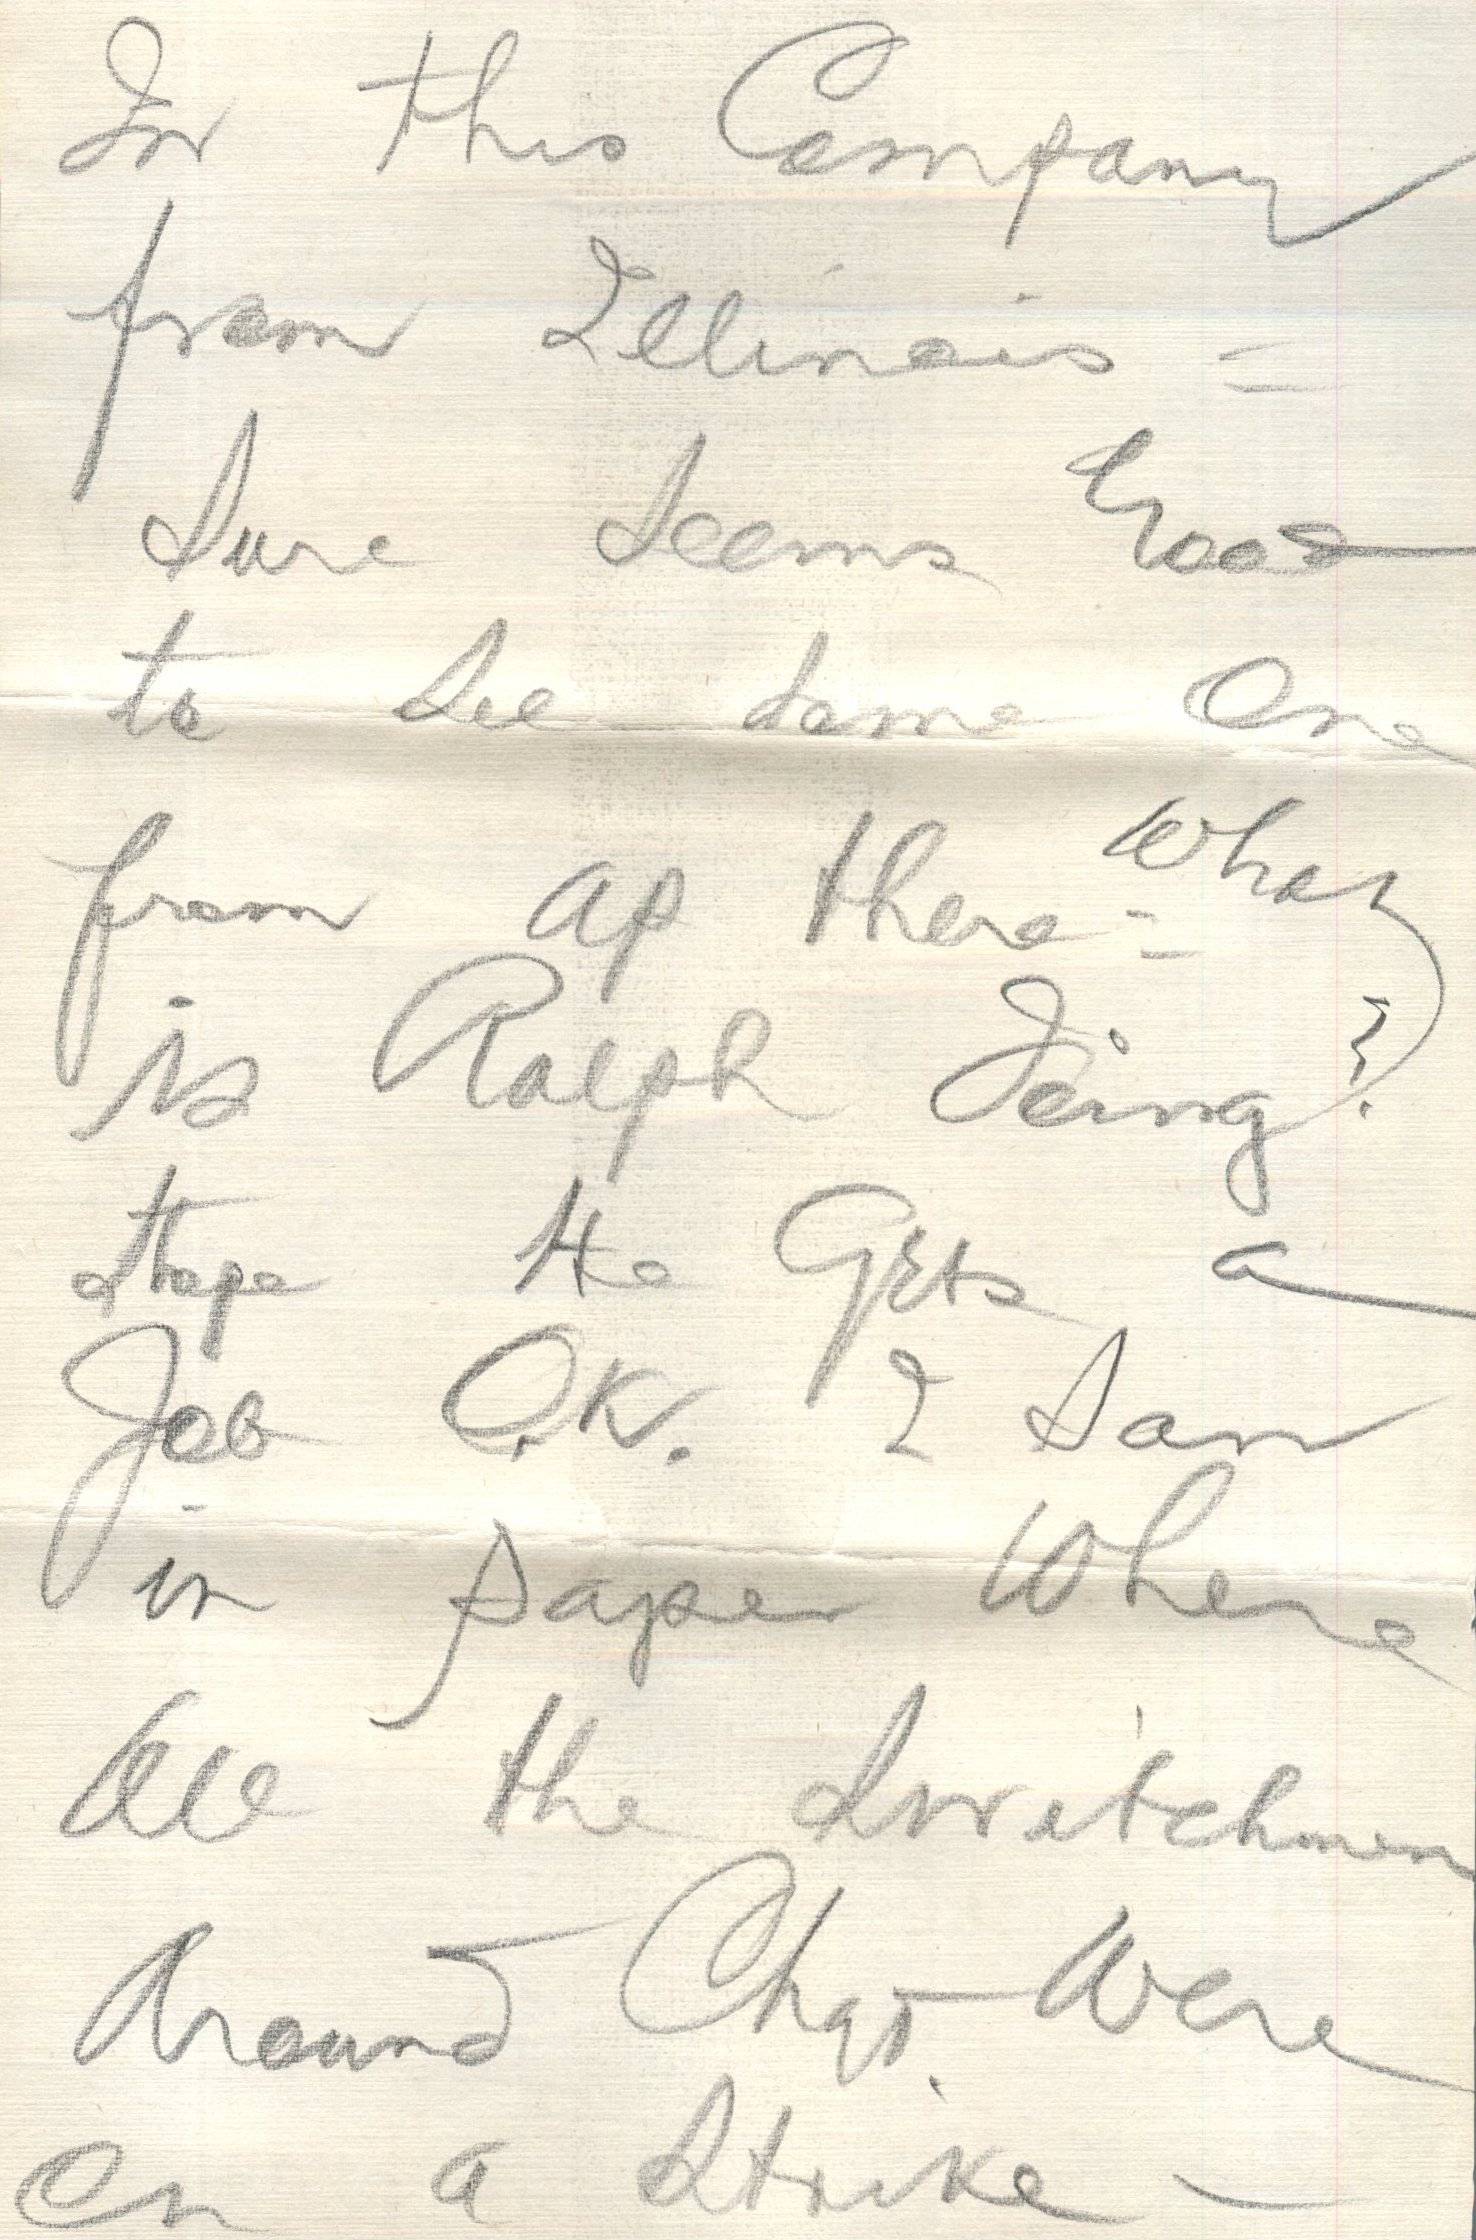 In this Company
from Illinois =
Sure Seems Good
to See Some One
from up there = What
is Ralph Doing?
Hope He Gets a
Job O.K. I Saw
in paper Where
All the Switchmen
Around Chgo. Were
On a Strike -